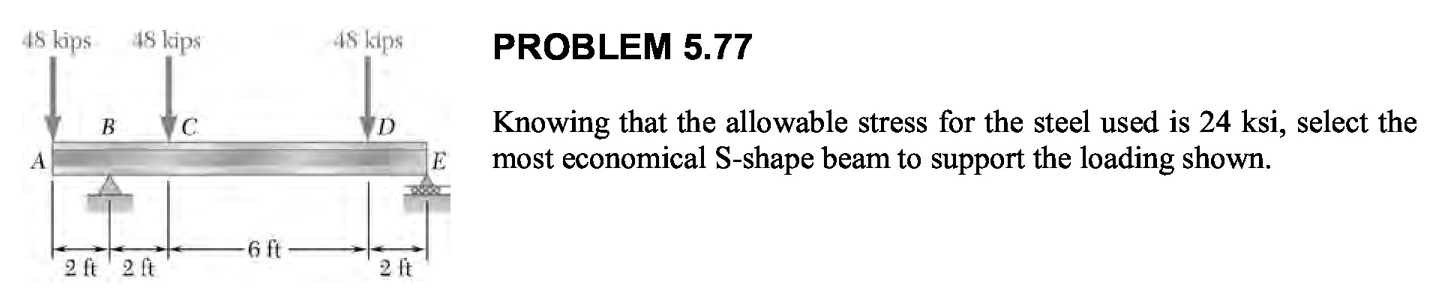 48 kips 48 kips 48 kips
B C D
A E
6 ft
2 ft 2 ft 2 ft
PROBLEM 5.77
Knowing that the allowable stress for the steel used is 24 ksi, select the
most economical S-shape beam to support the loading shown.